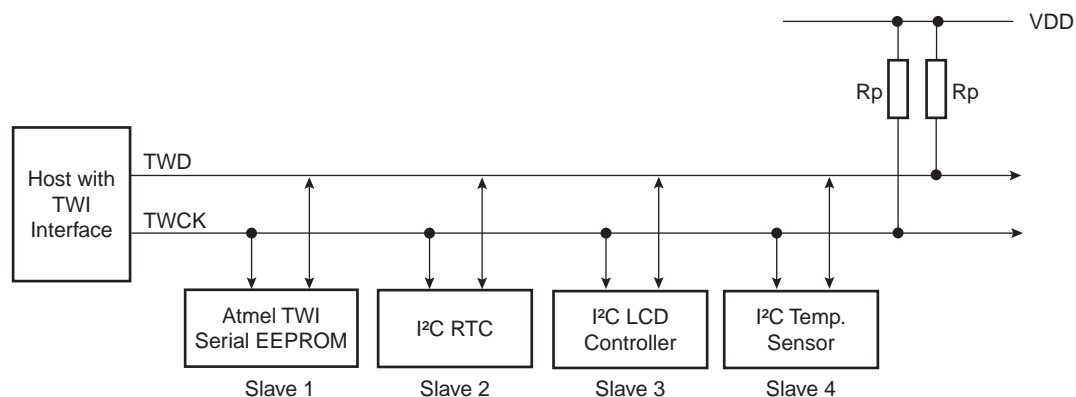 VDD
Rp
Rp
Host with
TWI
Interface
TWD
TWCK
Atmel TWI
Serial EEPROM
I²C RTC
I²C LCD
Controller
I²C Temp.
Sensor
Slave 1
Slave 2
Slave 3
Slave 4